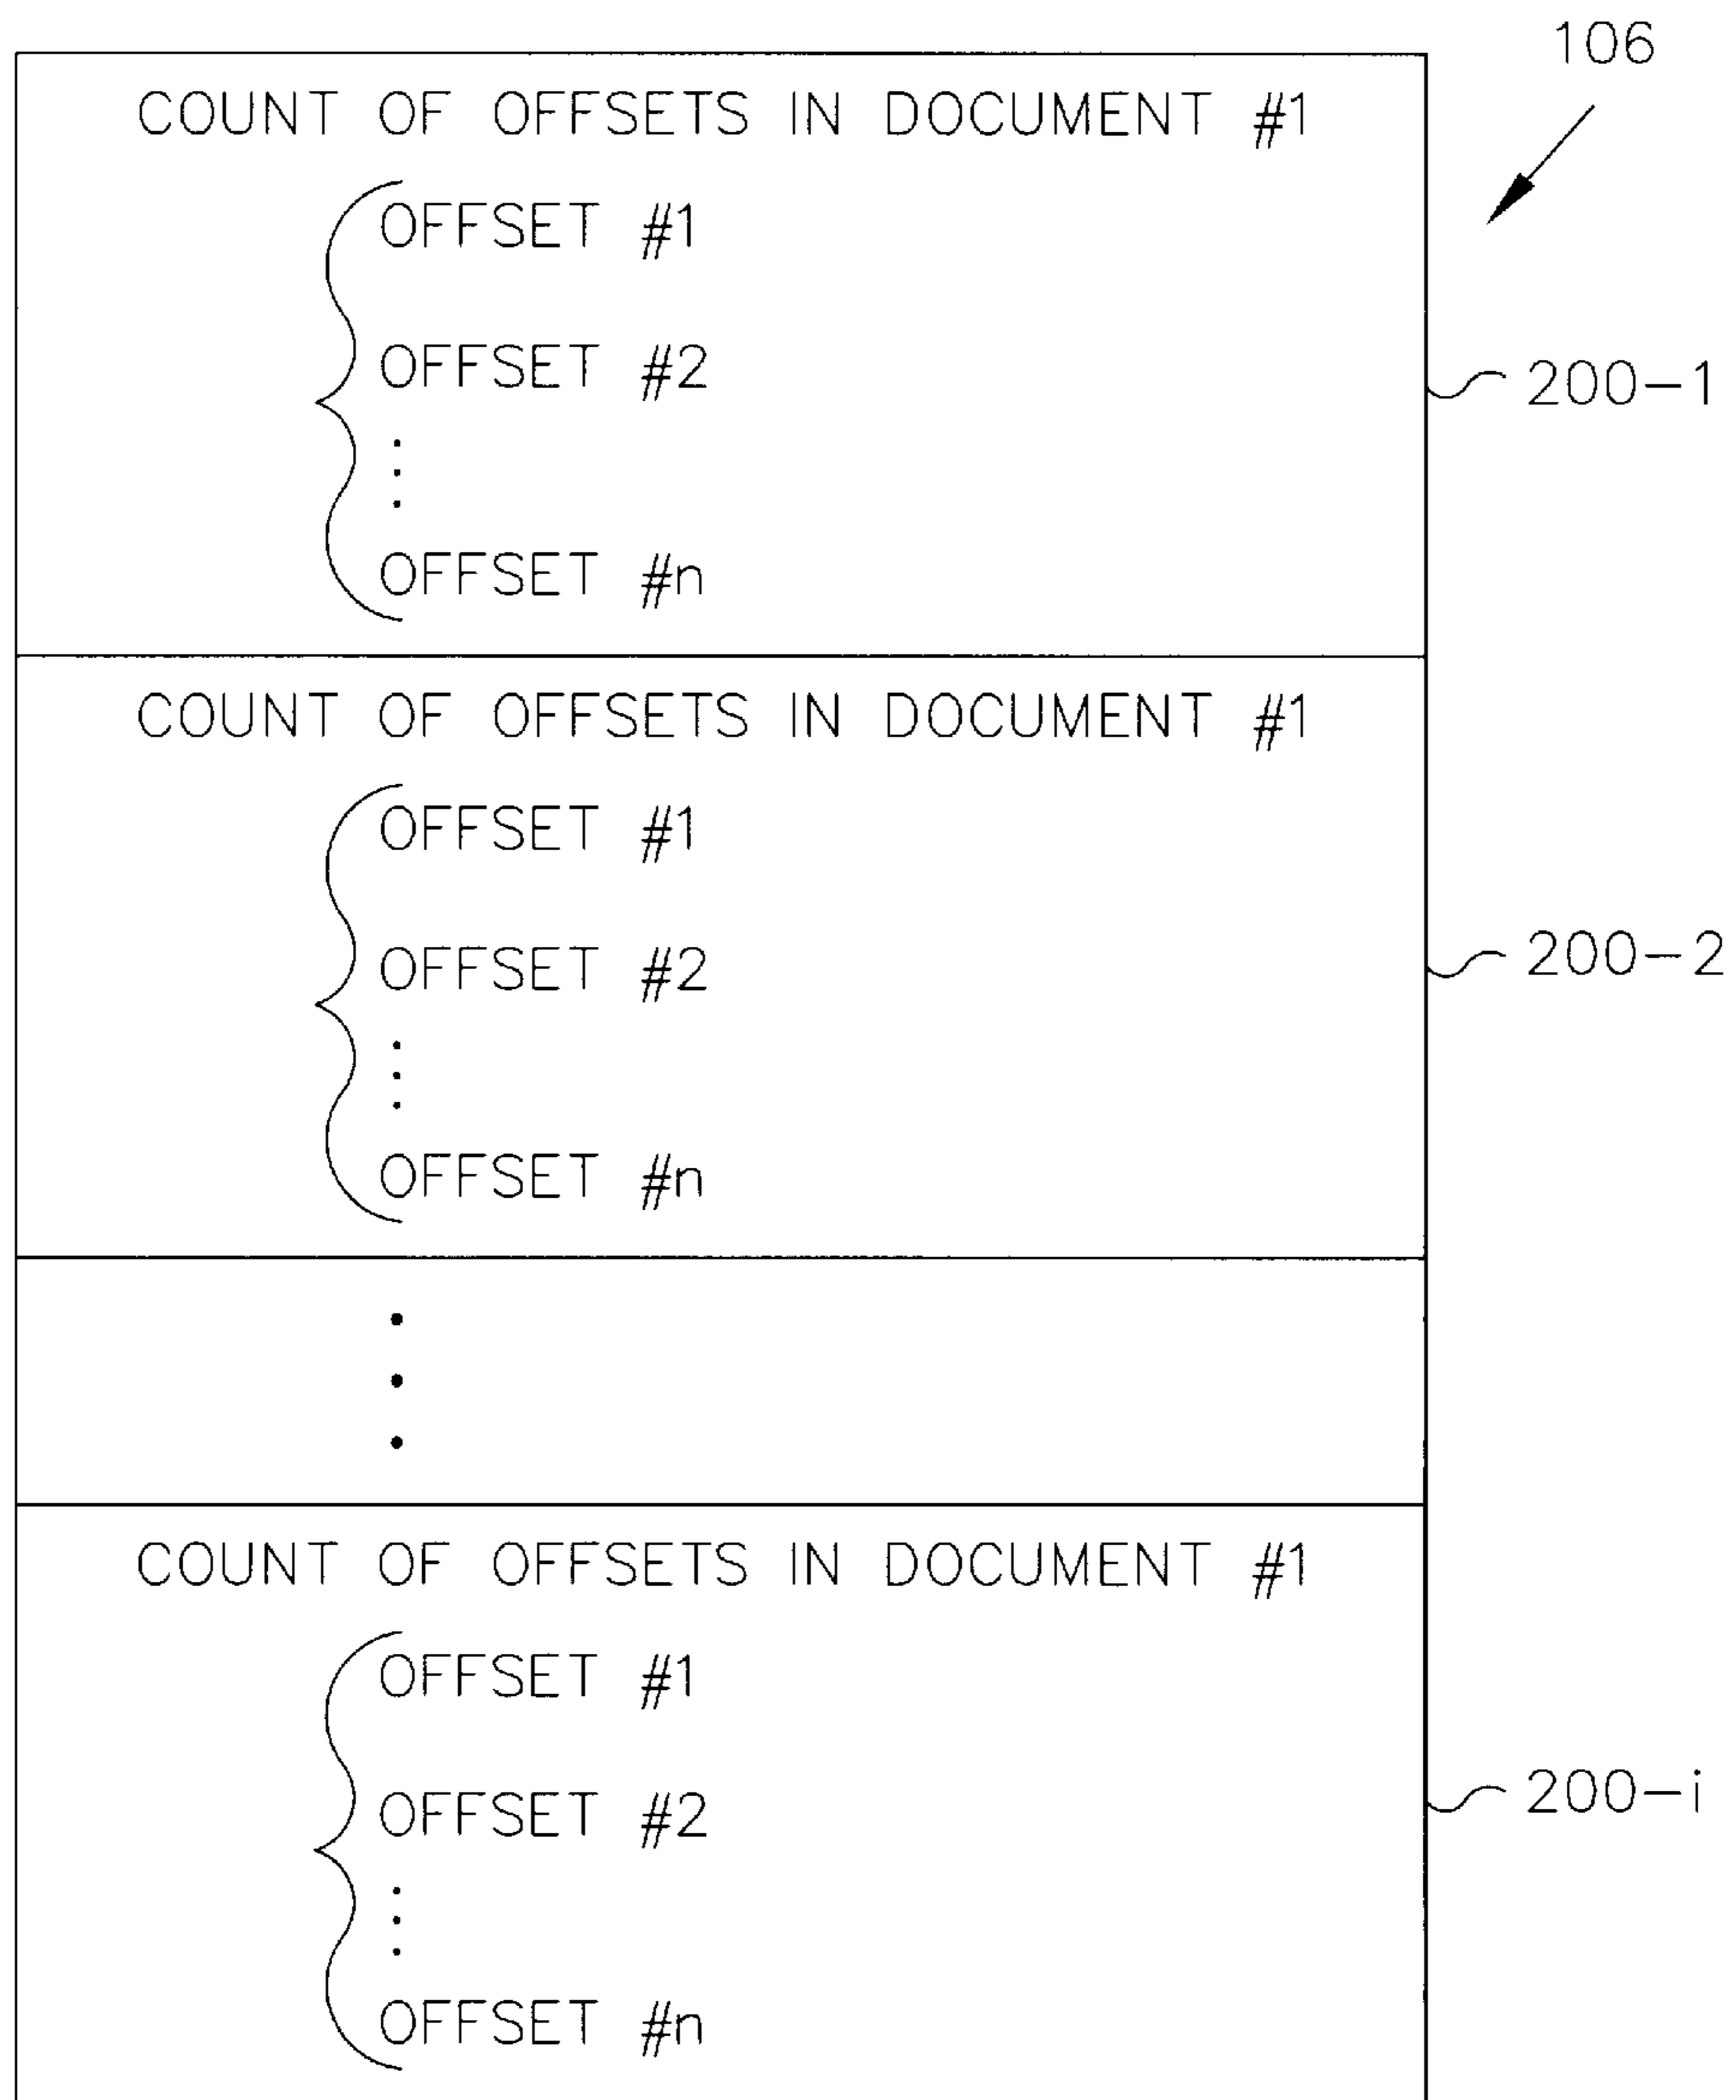 106
COUNT OF OFFSETS IN DOCUMENT #1
OFFSET #1
OFFSET #2
OFFSET #n
200-1
COUNT OF OFFSETS IN DOCUMENT #1
OFFSET #1
OFFSET #2
OFFSET #n
200-2
COUNT OF OFFSETS IN DOCUMENT #1
OFFSET #1
OFFSET #2
OFFSET #n
200-i